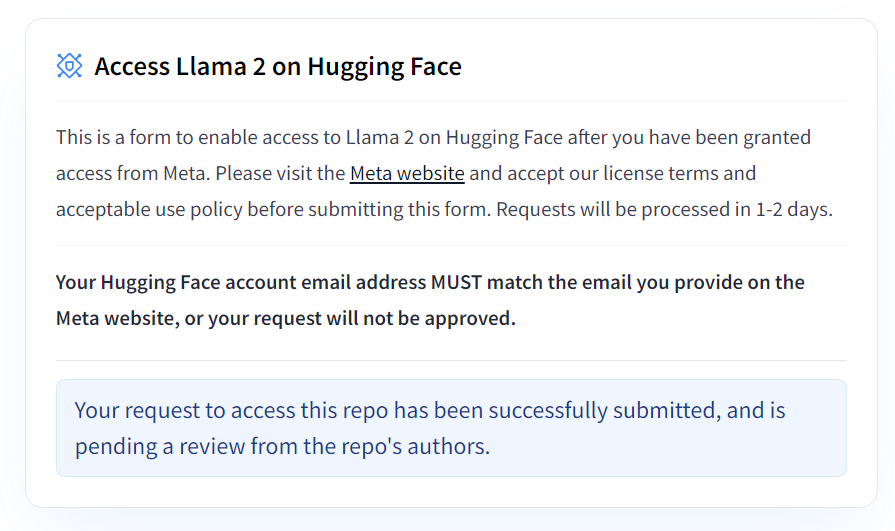 Access Llama 2 on Hugging Face
This is a form to enable access to Llama 2 on Hugging Face after you have been granted
access from Meta. Please visit the Meta website and accept our license terms and
acceptable use policy before submitting this form. Requests will be processed in 1-2 days.
Your Hugging Face account email address MUST match the email you provide on the
Meta website, or your request will not be approved.
Your request to access this repo has been successfully submitted, and is
pending a review from the repo's authors.